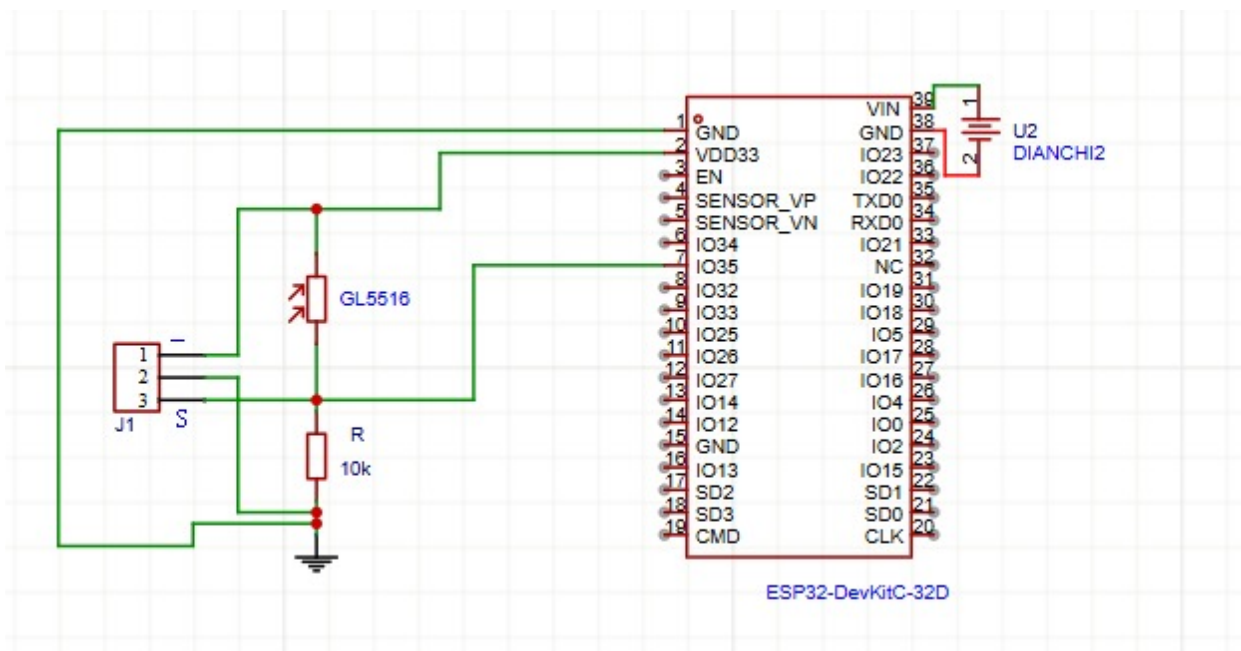 VIN 39
1 GND
GND 38
2 VDD33
IO23 37
3 EN
IO22 36
4 SENSOR_VP
TXD0 35
5 SENSOR_VN
RXD0 34
6 IO34
IO21 33
7 IO35
NC 32
8 IO32
IO19 31
9 IO33
IO18 30
10 IO25
IO5 29
11 IO26
IO17 28
12 IO27
IO16 27
13 IO14
IO4 26
14 IO12
IO0 25
15 GND
IO2 24
16 IO13
IO15 23
17 SD2
SD1 22
18 SD3
SD0 21
19 CMD
CLK 20
1
U2
DIANCHI2
2
GL5516
–
1
2
3
J1
S
R
10k
ESP32-DevKitC-32D